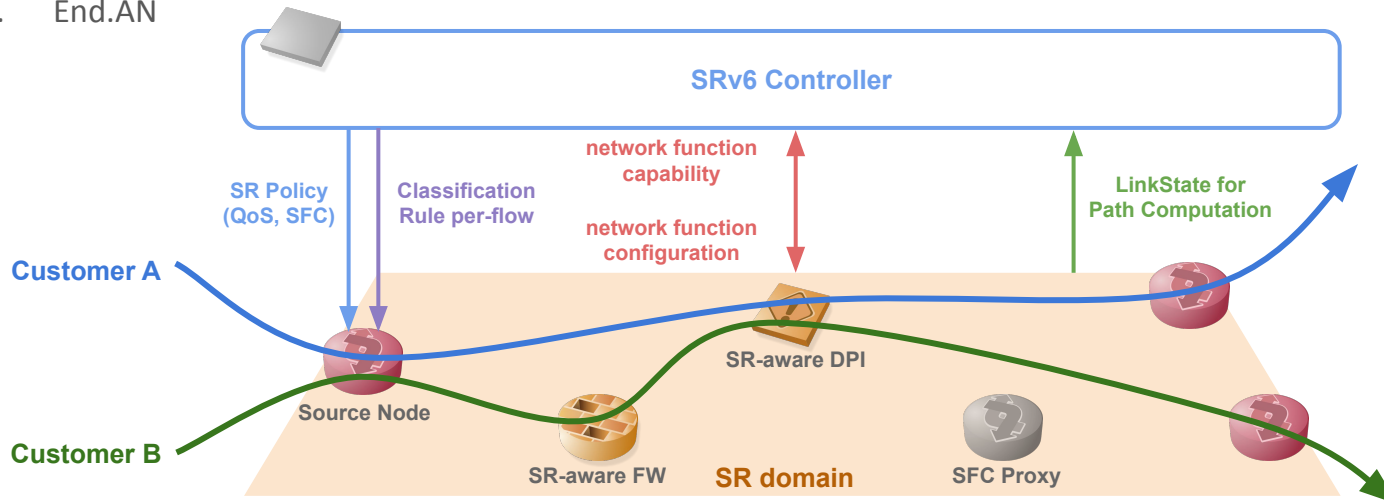 . End.AN
SRv6 Controller
SR Policy
(QoS, SFC)
Classification
Rule per-flow
network function
capability
network function
configuration
LinkState for
Path Computation
Customer A
SR-aware DPI
Source Node
Customer B
SR-aware FW
SR domain
SFC Proxy